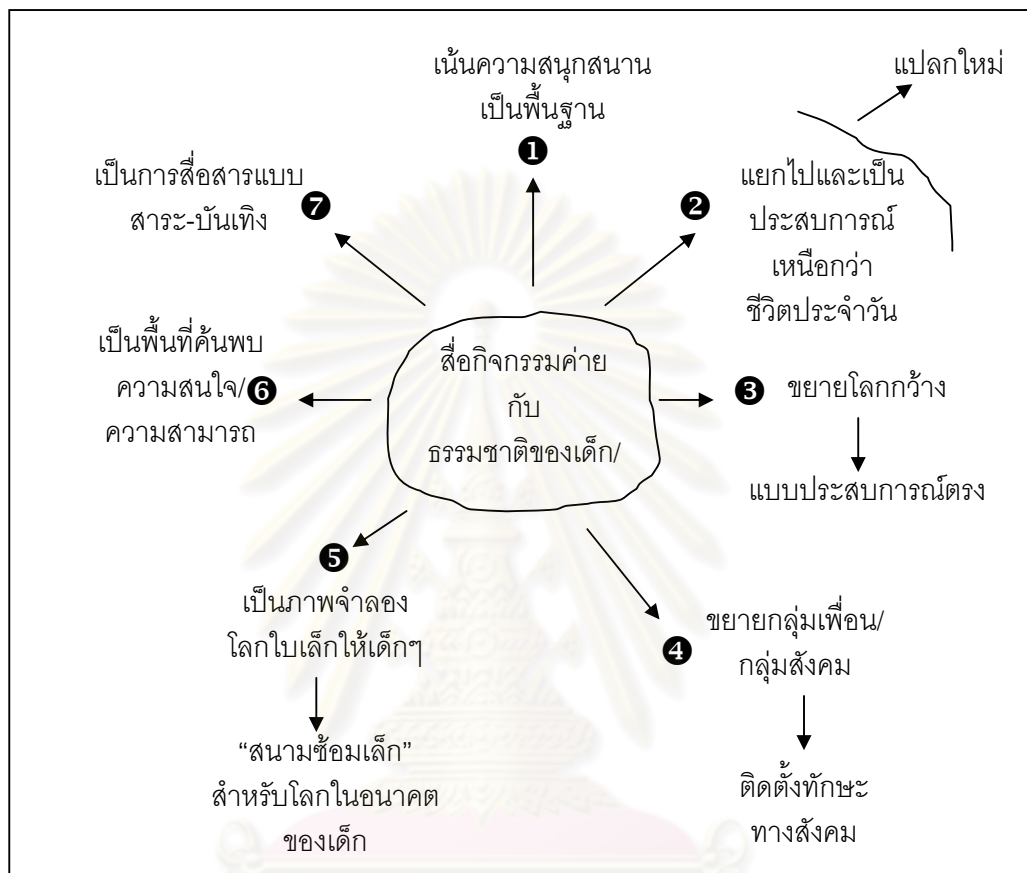 เน้นความสนุกสนาน
เป็นพื้นฐาน
❶
แปลกใหม่
❷
แยกไปและเป็น
ประสบการณ์
เหนือกว่า
ชีวิตประจำวัน
เป็นการสื่อสารแบบ
สาระ-บันเทิง
❼
สื่อกิจกรรมค่าย
กับ
ธรรมชาติของเด็ก/
❸ ขยายโลกกว้าง
แบบประสบการณ์ตรง
เป็นพื้นที่ค้นพบ
ความสนใจ/
ความสามารถ
❻
❹
ขยายกลุ่มเพื่อน/
กลุ่มสังคม
ติดตั้งทักษะ
ทางสังคม
❺
เป็นภาพจำลอง
โลกใบเล็กให้เด็กๆ
“สนามซ้อมเล็ก”
สำหรับโลกในอนาคต
ของเด็ก